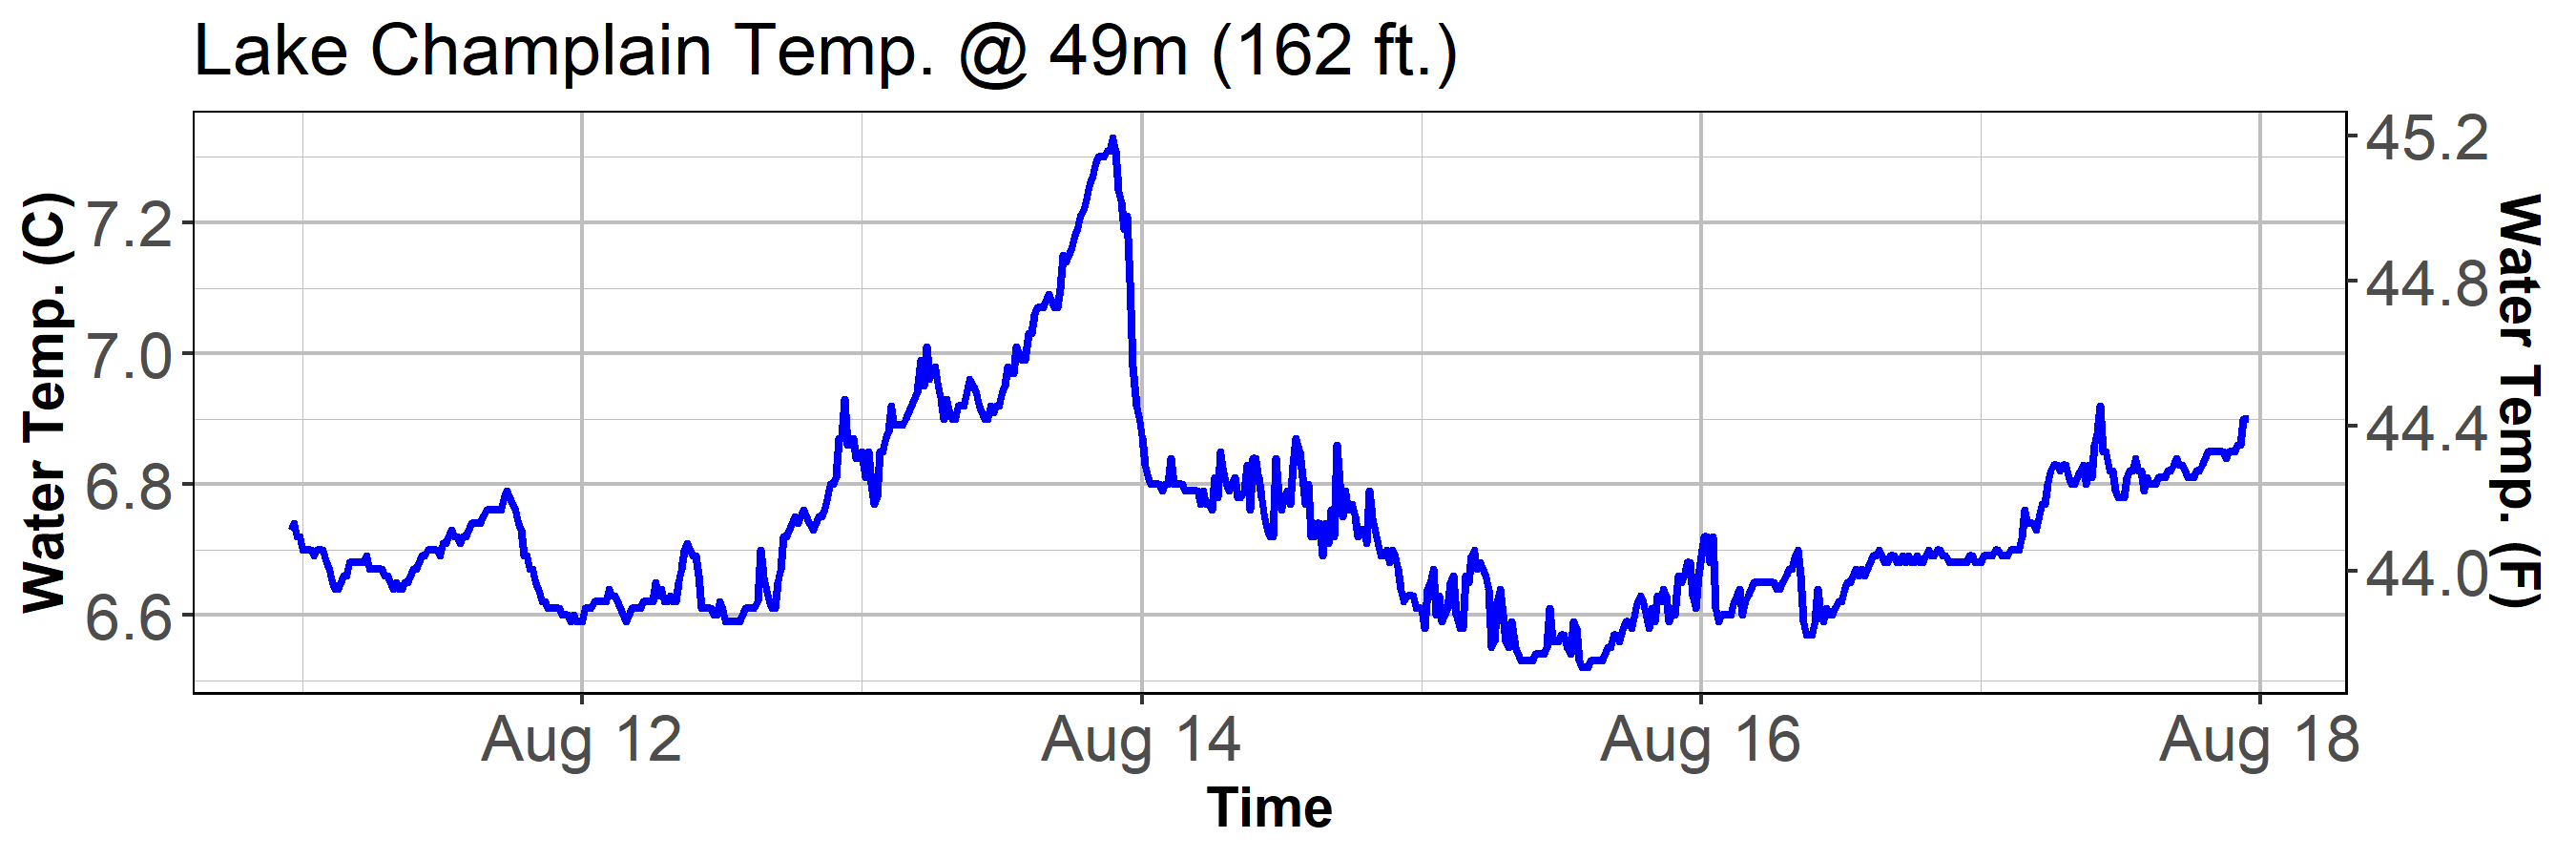 Lake Champlain Temp. @ 49m (162 ft.)
Water Temp. (C)
7.2
7.0
6.8
6.6
45.2
44.8
44.4
44.0
Water Temp. (F)
Aug 12
Aug 14
Aug 16
Aug 18
Time